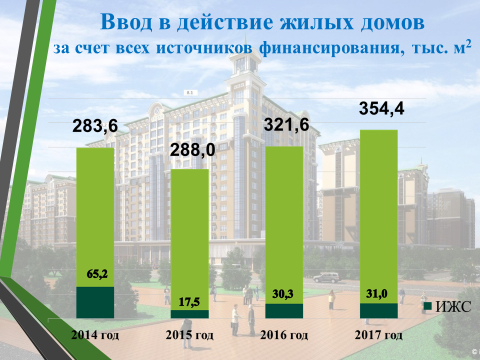 Ввод в действие жилых домов
за счет всех источников финансирования, тыс. м²
283,6
288,0
321,6
354,4
65,2
17,5
30,3
31,0
ИЖС
2014 год
2015 год
2016 год
2017 год